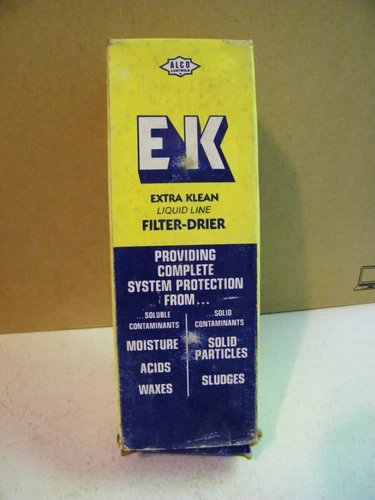 ALCO
CONTROLS
EK
EXTRA KLEAN
LIQUID LINE
FILTER-DRIER
PROVIDING
COMPLETE
SYSTEM PROTECTION
FROM...
...SOLUBLE
CONTAMINANTS
MOISTURE
ACIDS
WAXES
...SOLID
CONTAMINANTS
SOLID
PARTICLES
SLUDGES